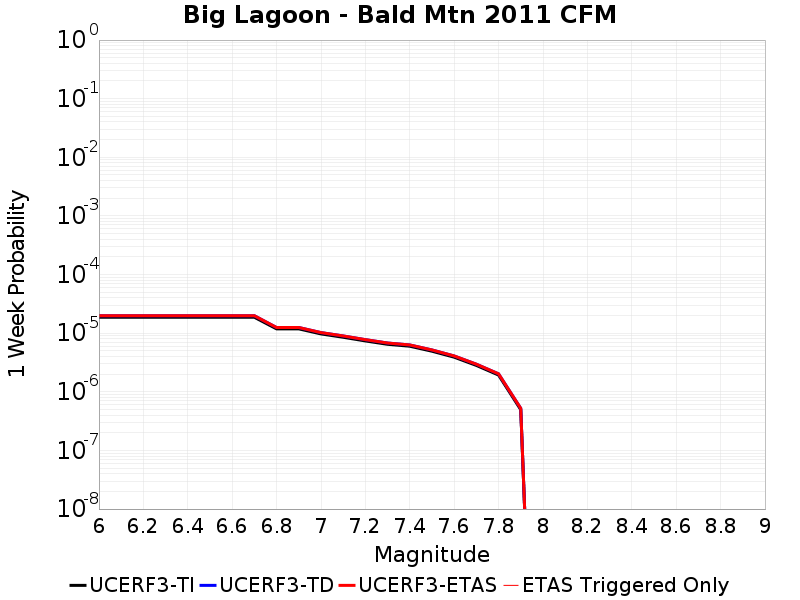 Big Lagoon - Bald Mtn 2011 CFM
1 Week Probability
10^0
10^-1
10^-2
10^-3
10^-4
10^-5
10^-6
10^-7
10^-8
6 6.2 6.4 6.6 6.8 7 7.2 7.4 7.6 7.8 8 8.2 8.4 8.6 8.8 9
Magnitude
UCERF3-TI UCERF3-TD UCERF3-ETAS ETAS Triggered Only